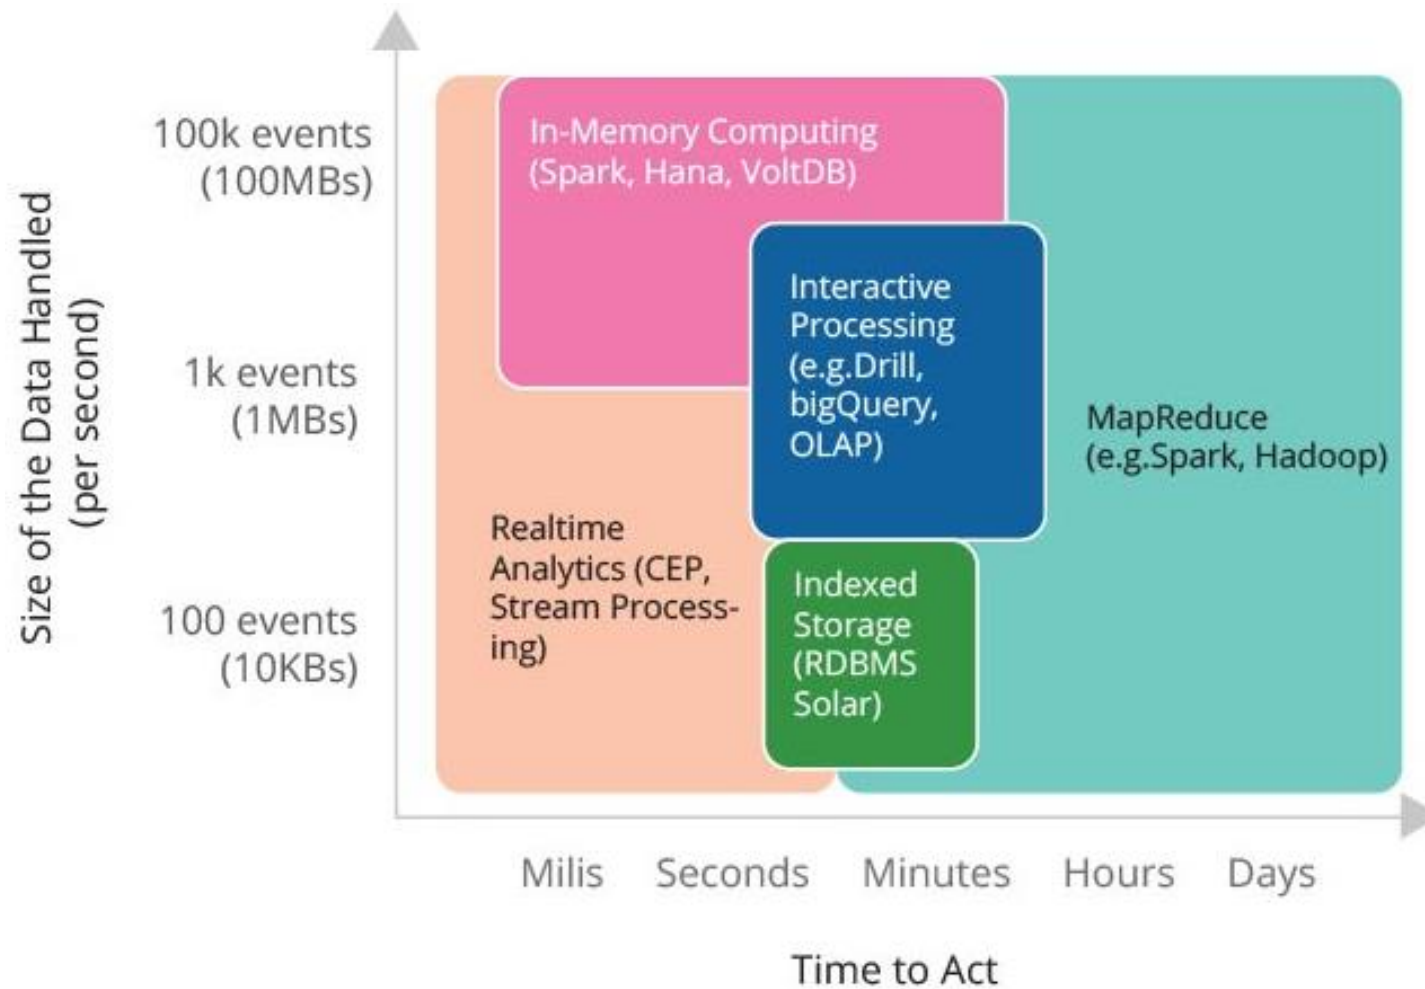 Size of the Data Handled
(per second)
100k events
(100MBs)
1k events
(1MBs)
100 events
(10KBs)
In-Memory Computing
(Spark, Hana, VoltDB)
Interactive
Processing
(e.g.Drill,
bigQuery,
OLAP)
MapReduce
(e.g.Spark, Hadoop)
Realtime
Analytics (CEP,
Stream Process-
ing)
Indexed
Storage
(RDBMS
Solar)
Milis
Seconds
Minutes
Hours
Days
Time to Act